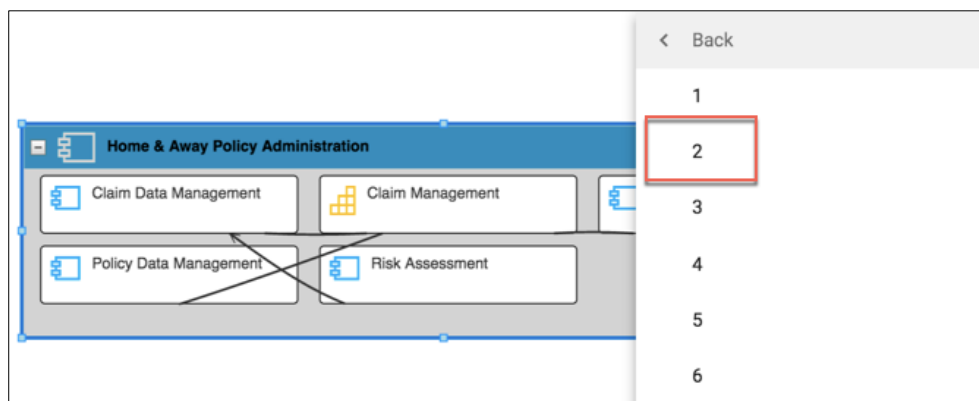 Home & Away Policy Administration
Claim Data Management
Claim Management
Policy Data Management
Risk Assessment
Back
1
2
3
4
5
6